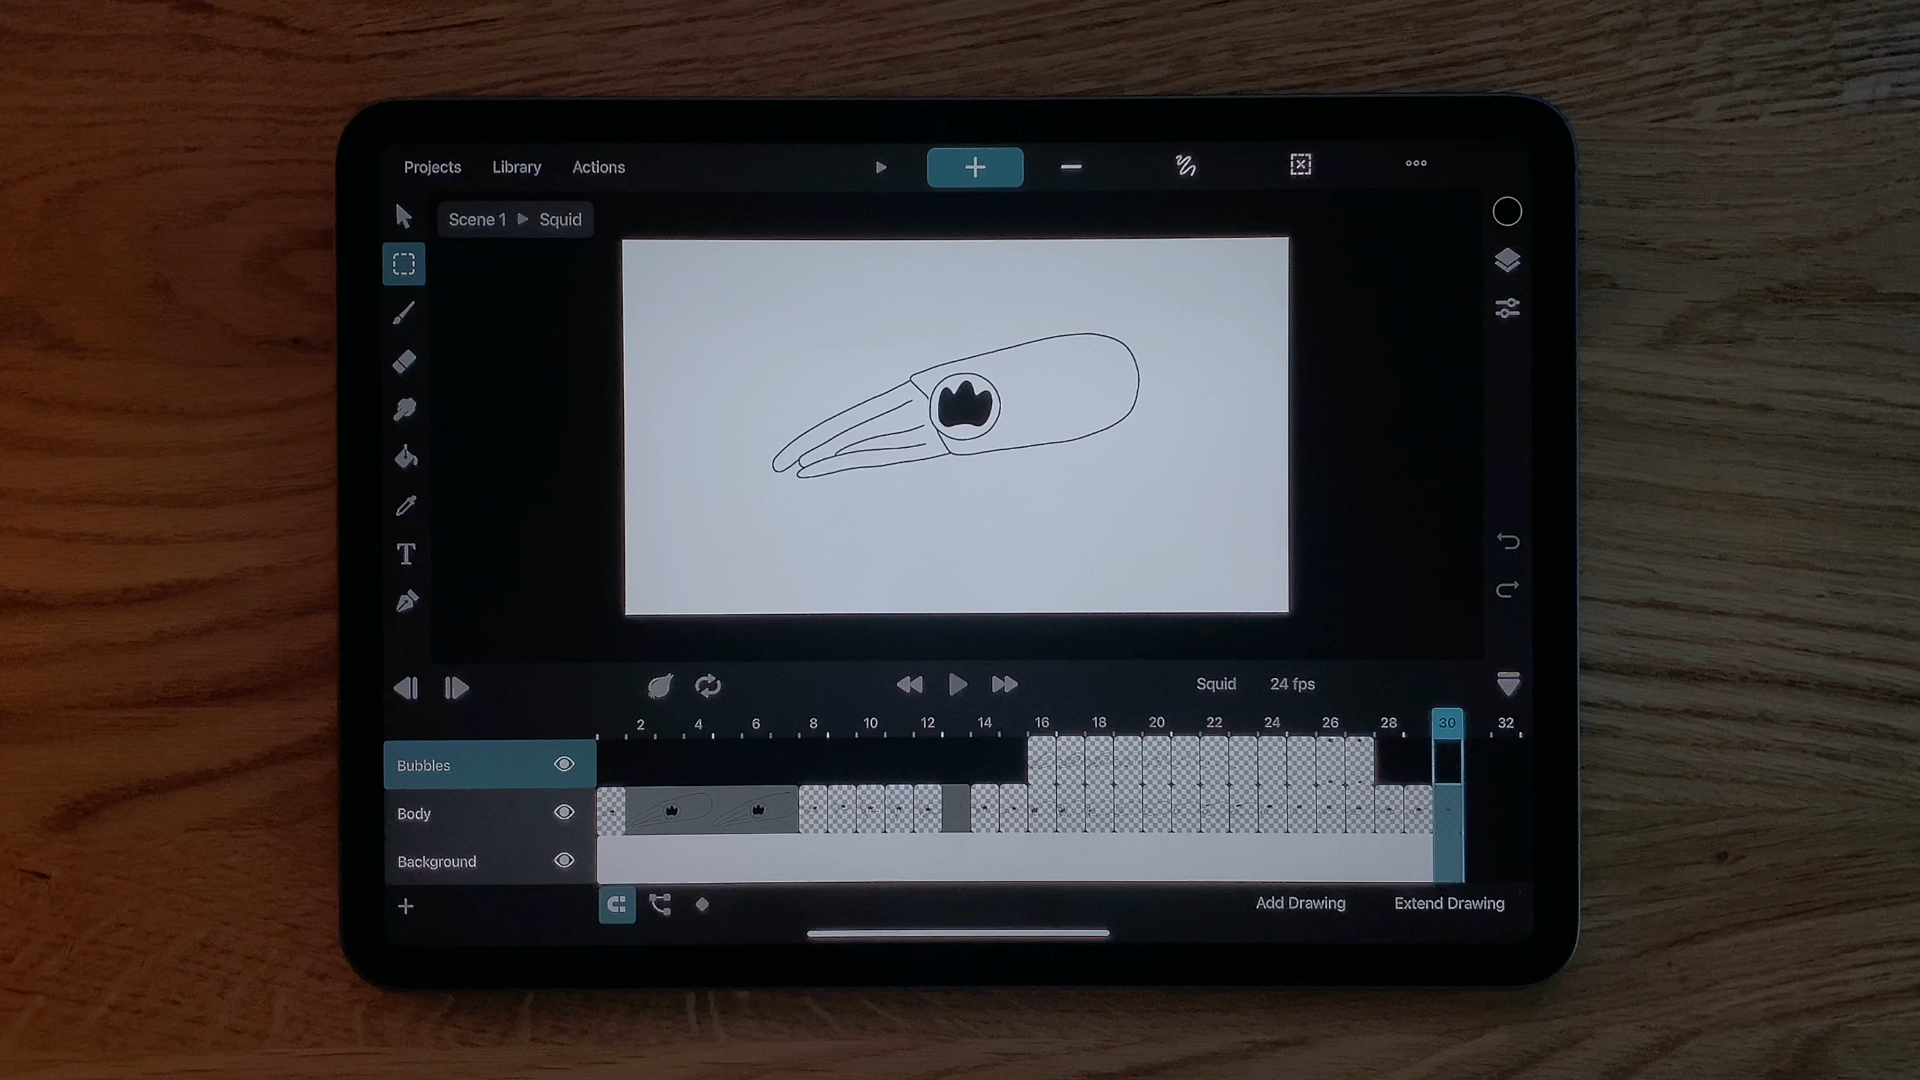 Projects Library Actions
Scene 1 Squid
T
Squid 24 fps
2 4 6 8 10 12 14 16 18 20 22 24 26 28 30 32
Bubbles
Body
Background
Add Drawing Extend Drawing